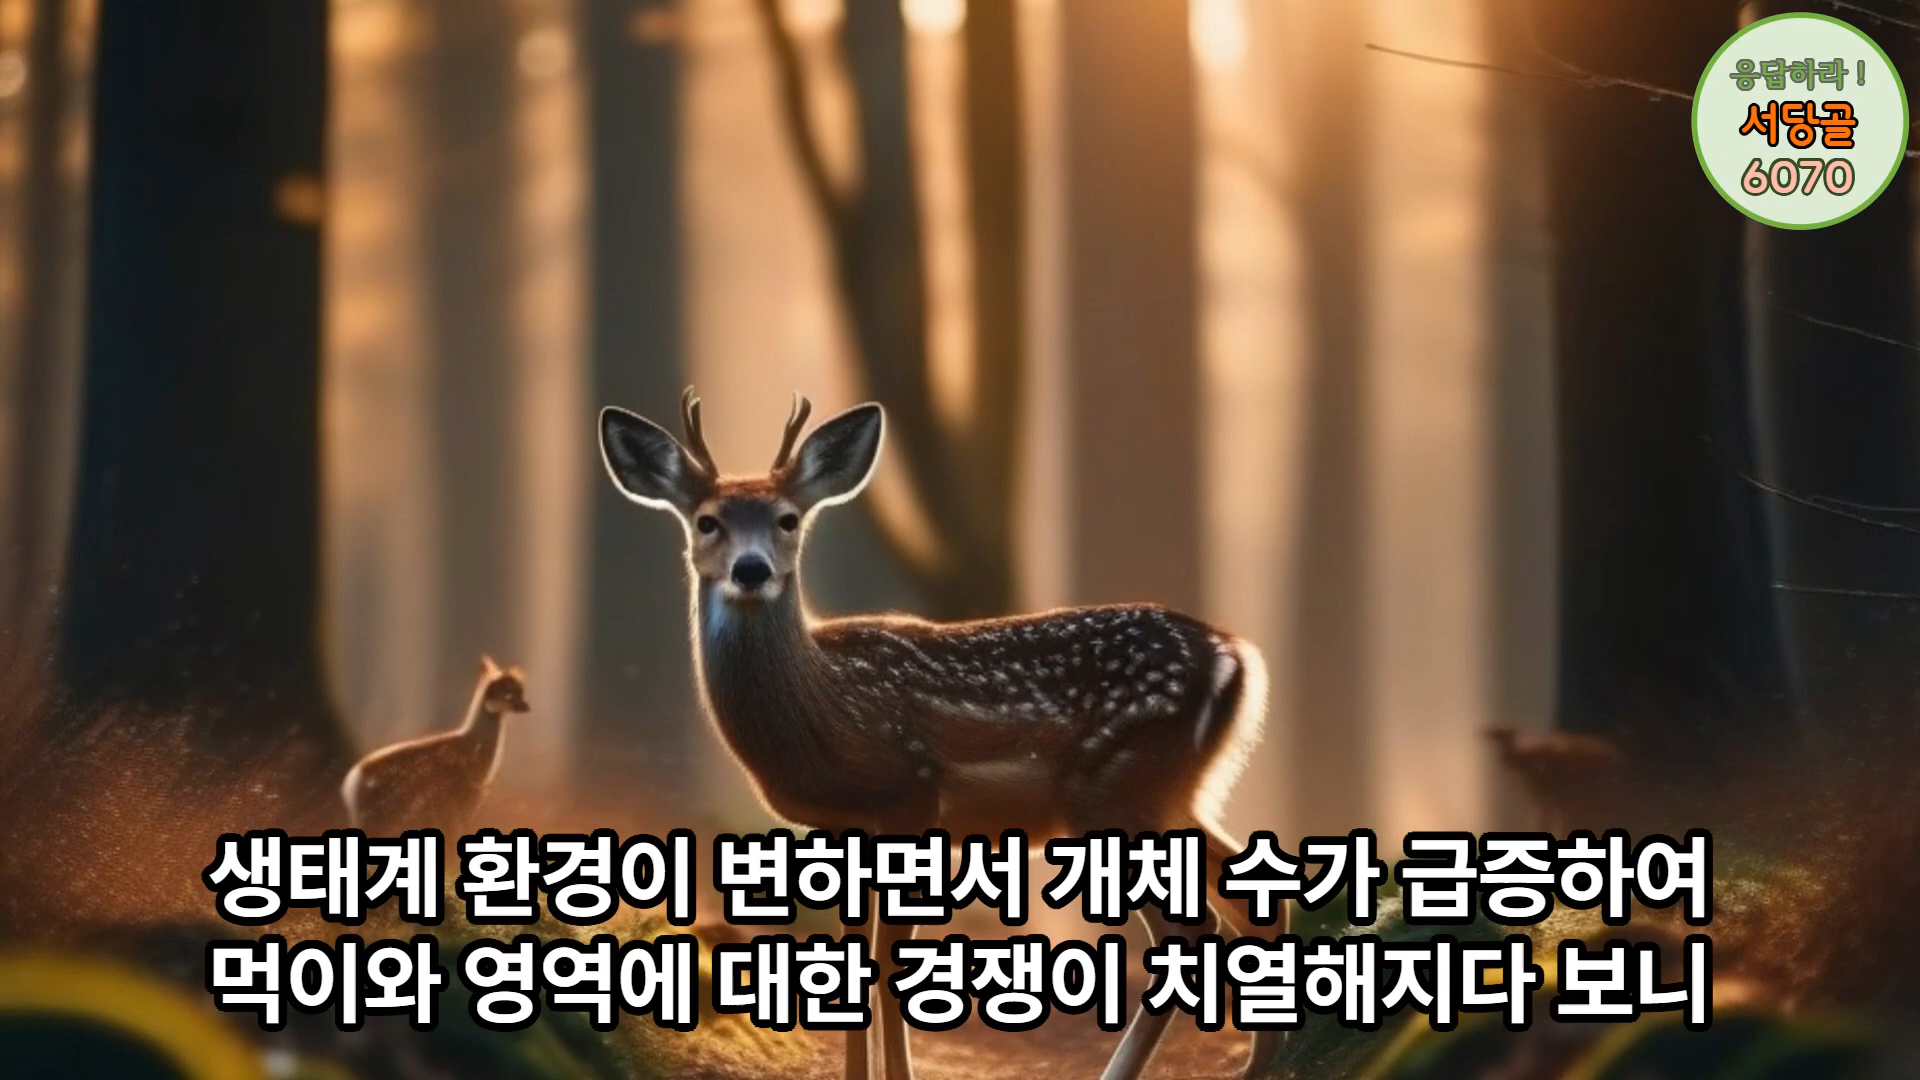 응답하라 !
서당골
6070
생태계 환경이 변하면서 개체 수가 급증하여
먹이와 영역에 대한 경쟁이 치열해지다 보니